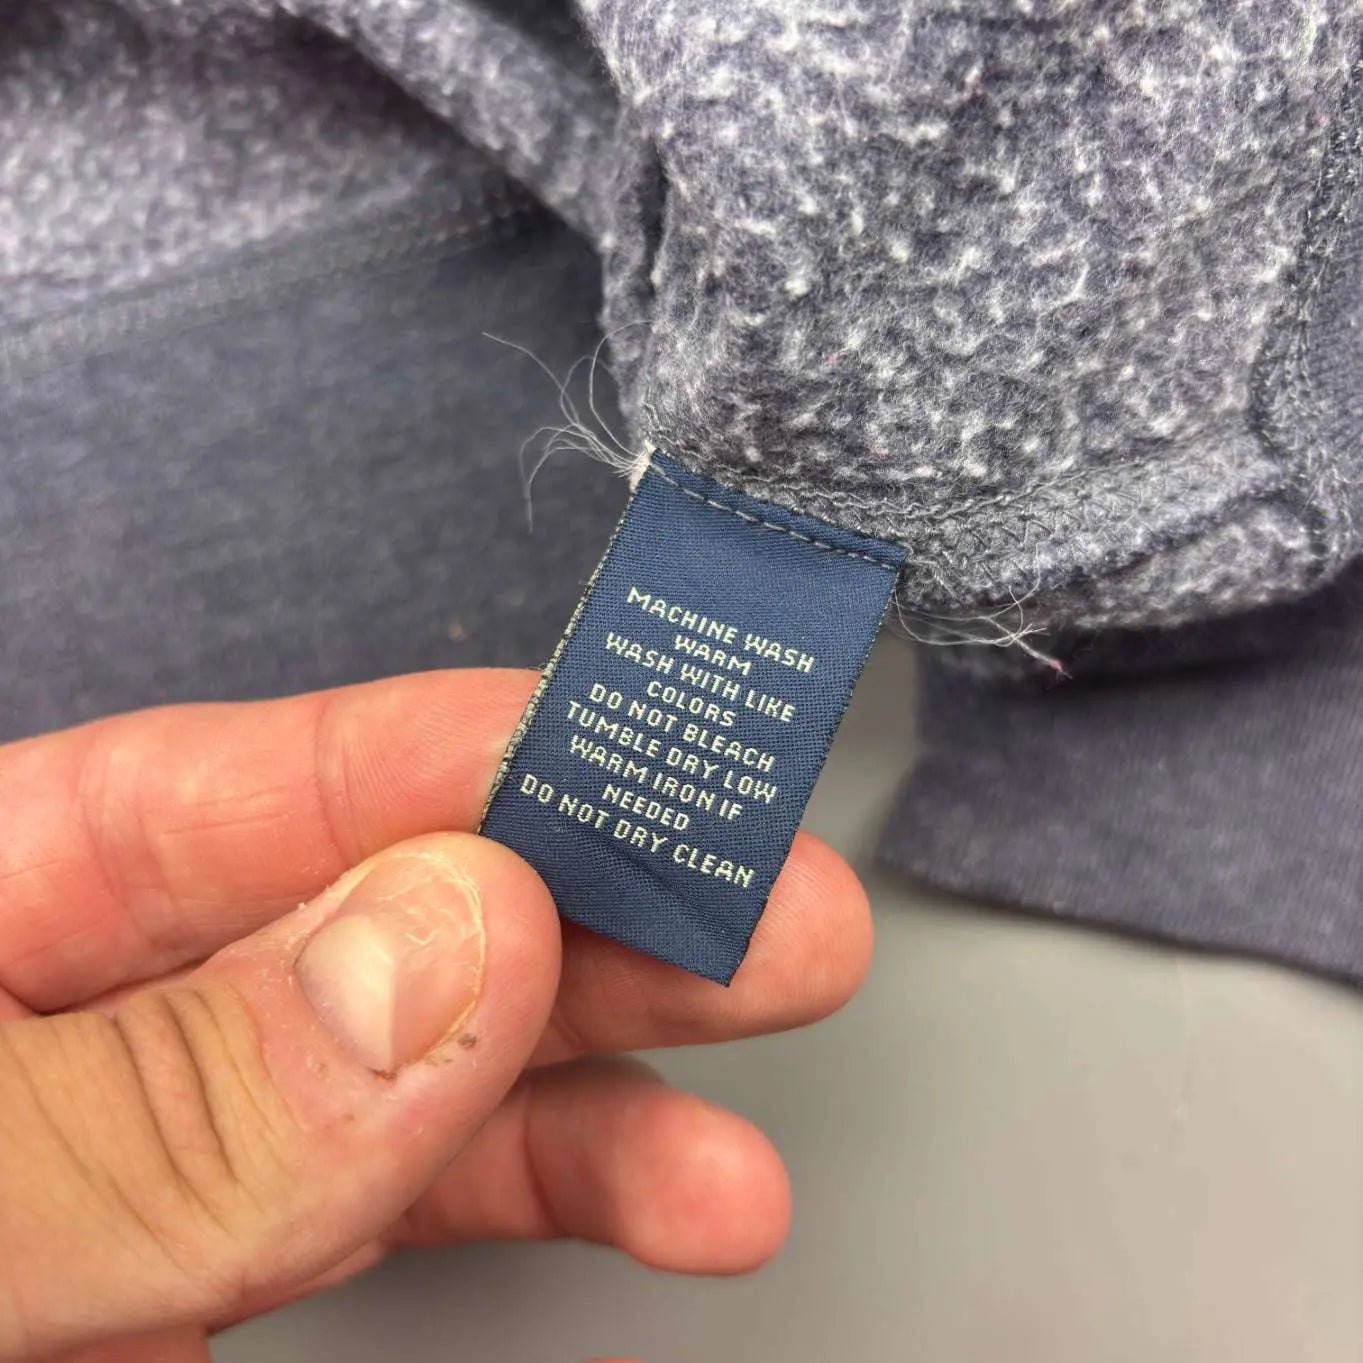 MACHINE WASH
WARM
WASH WITH LIKE
COLORS
DO NOT BLEACH
TUMBLE DRY LOW
WARM IRON IF
NEEDED
DO NOT DRY CLEAN